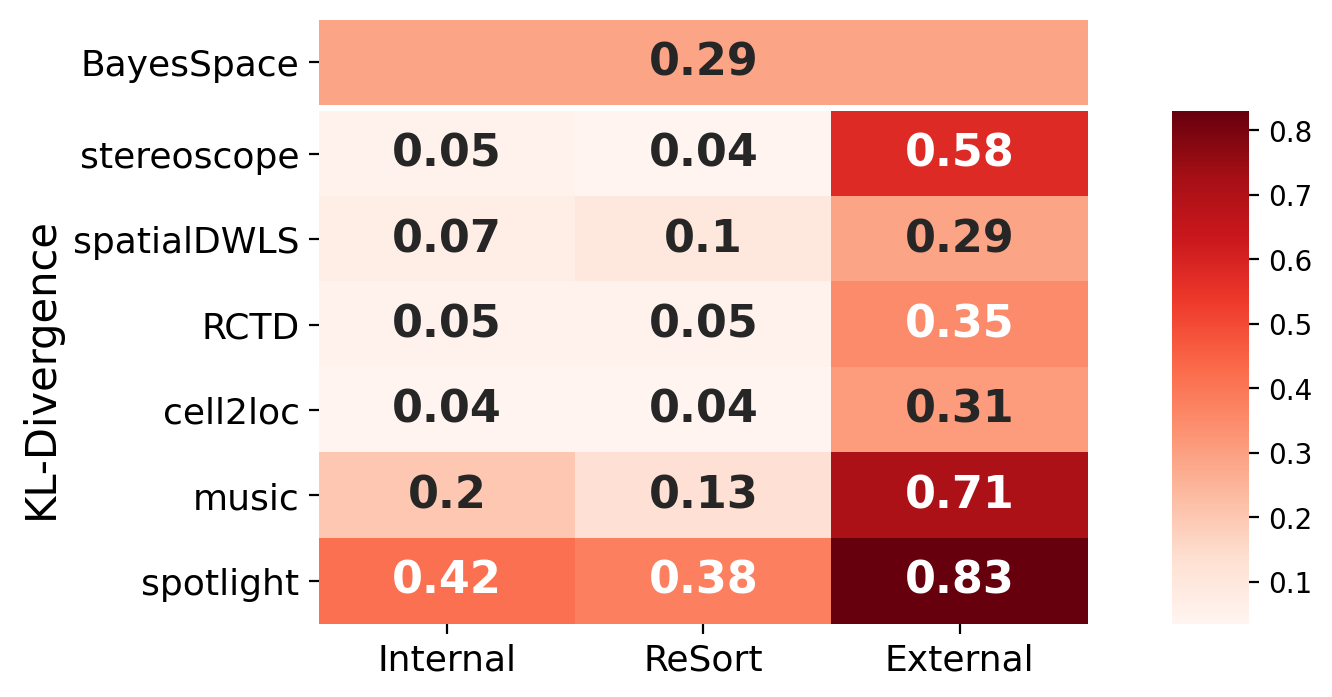 KL-Divergence
BayesSpace 0.29
stereoscope 0.05 0.04 0.58
spatialDWLS 0.07 0.1 0.29
RCTD 0.05 0.05 0.35
cell2loc 0.04 0.04 0.31
music 0.2 0.13 0.71
spotlight 0.42 0.38 0.83
Internal ReSort External
0.8
0.7
0.6
0.5
0.4
0.3
0.2
0.1